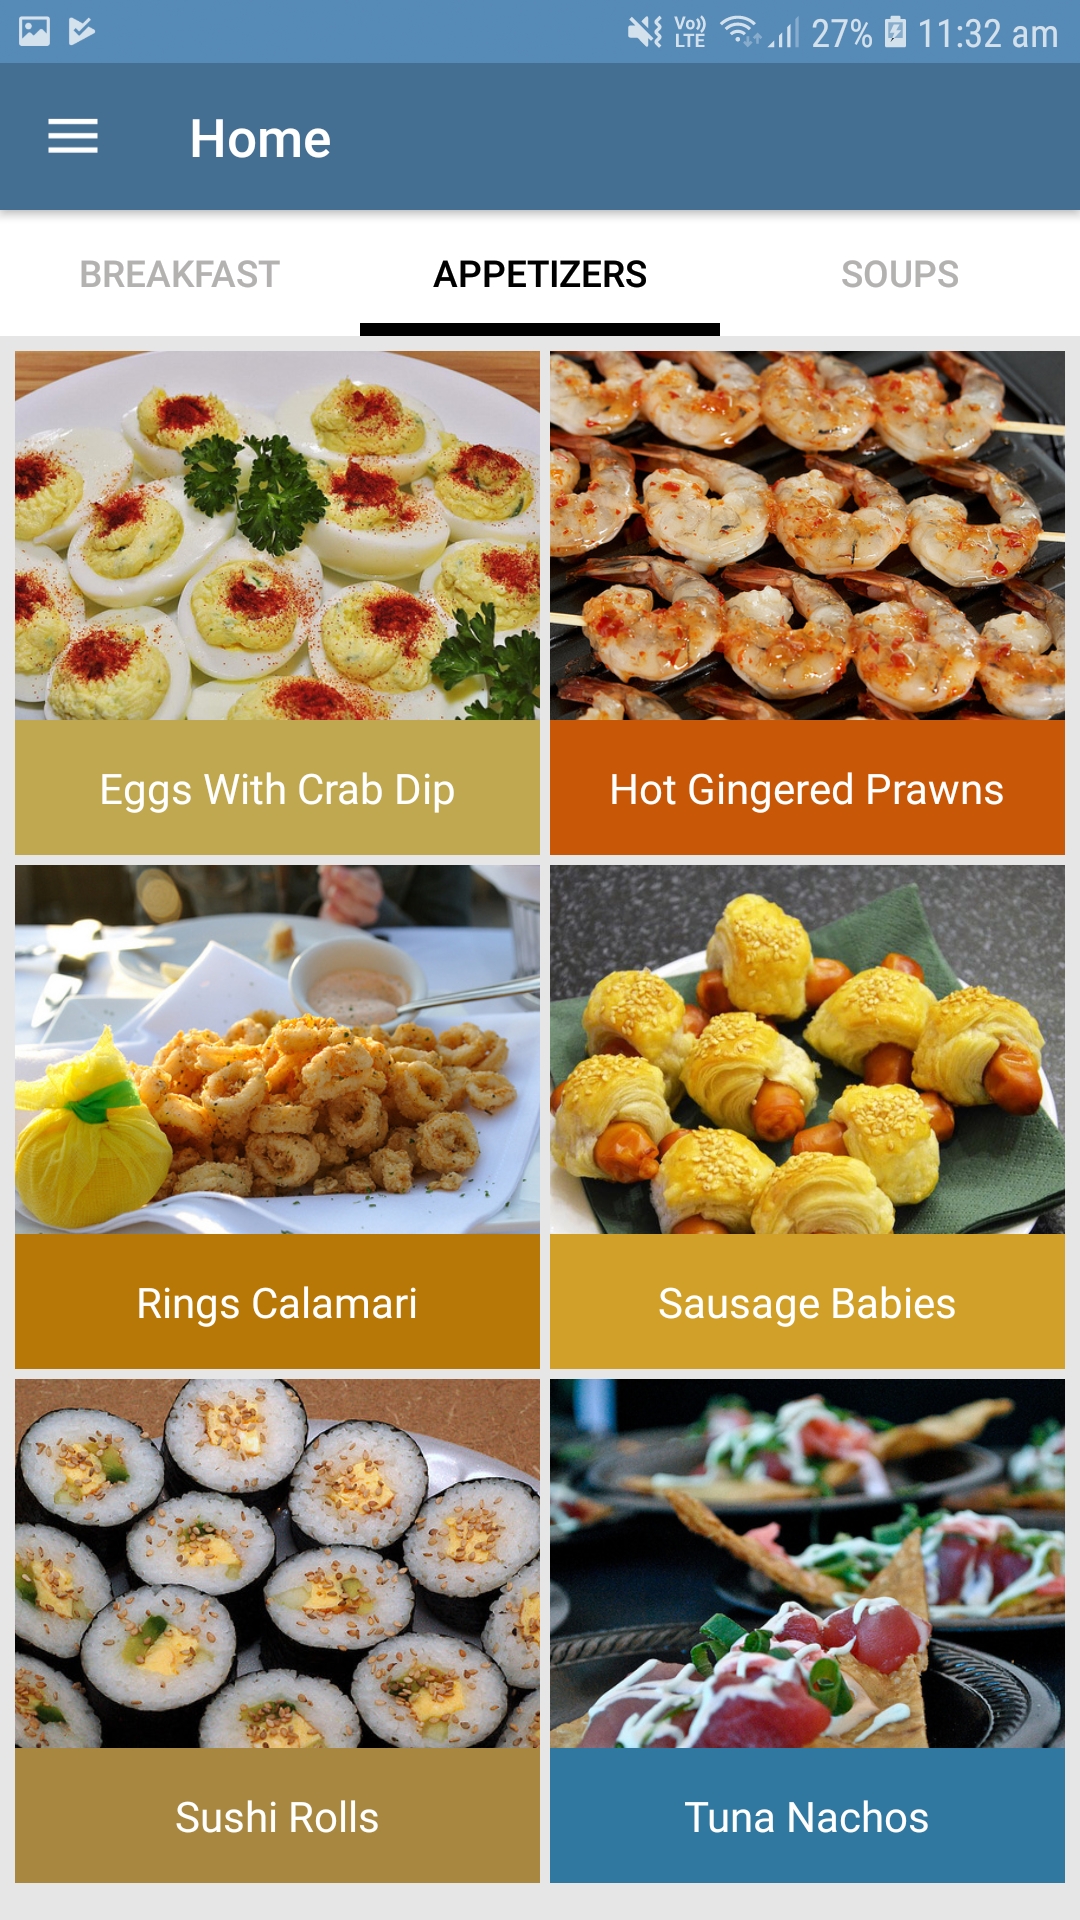 Vo)) LTE 27% 11:32 am
Home
BREAKFAST APPETIZERS SOUPS
Eggs With Crab Dip
Hot Gingered Prawns
Rings Calamari
Sausage Babies
Sushi Rolls
Tuna Nachos